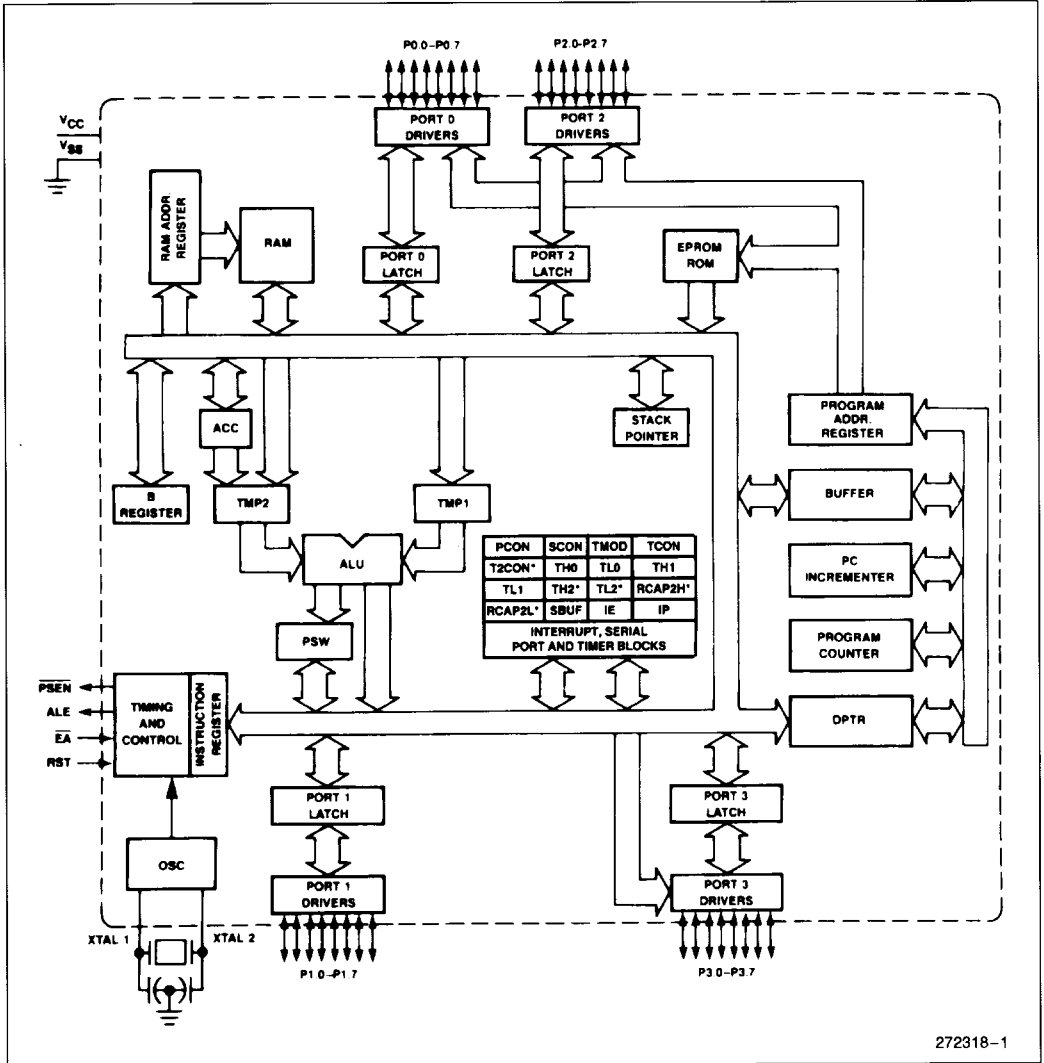 P0.0–P0.7
P2.0–P2.7
VCC
VSS
PORT 0
DRIVERS
PORT 2
DRIVERS
RAM ADDR.
REGISTER
RAM
PORT 0
LATCH
PORT 2
LATCH
EPROM
ROM
ACC
STACK
POINTER
PROGRAM
ADDR.
REGISTER
B
REGISTER
TMP2
TMP1
BUFFER
ALU
PCON SCON TMOD TCON
T2CON* TH0 TL0 TH1
TL1 TH2* TL2* RCAP2H*
RCAP2L* SBUF IE IP
INTERRUPT, SERIAL
PORT AND TIMER BLOCKS
PC
INCREMENTER
PSW
PROGRAM
COUNTER
PSEN
ALE
EA
RST
TIMING
AND
CONTROL
INSTRUCTION
REGISTER
DPTR
PORT 1
LATCH
PORT 3
LATCH
OSC
PORT 1
DRIVERS
PORT 3
DRIVERS
XTAL 1
XTAL 2
P1.0–P1.7
P3.0–P3.7
272318–1